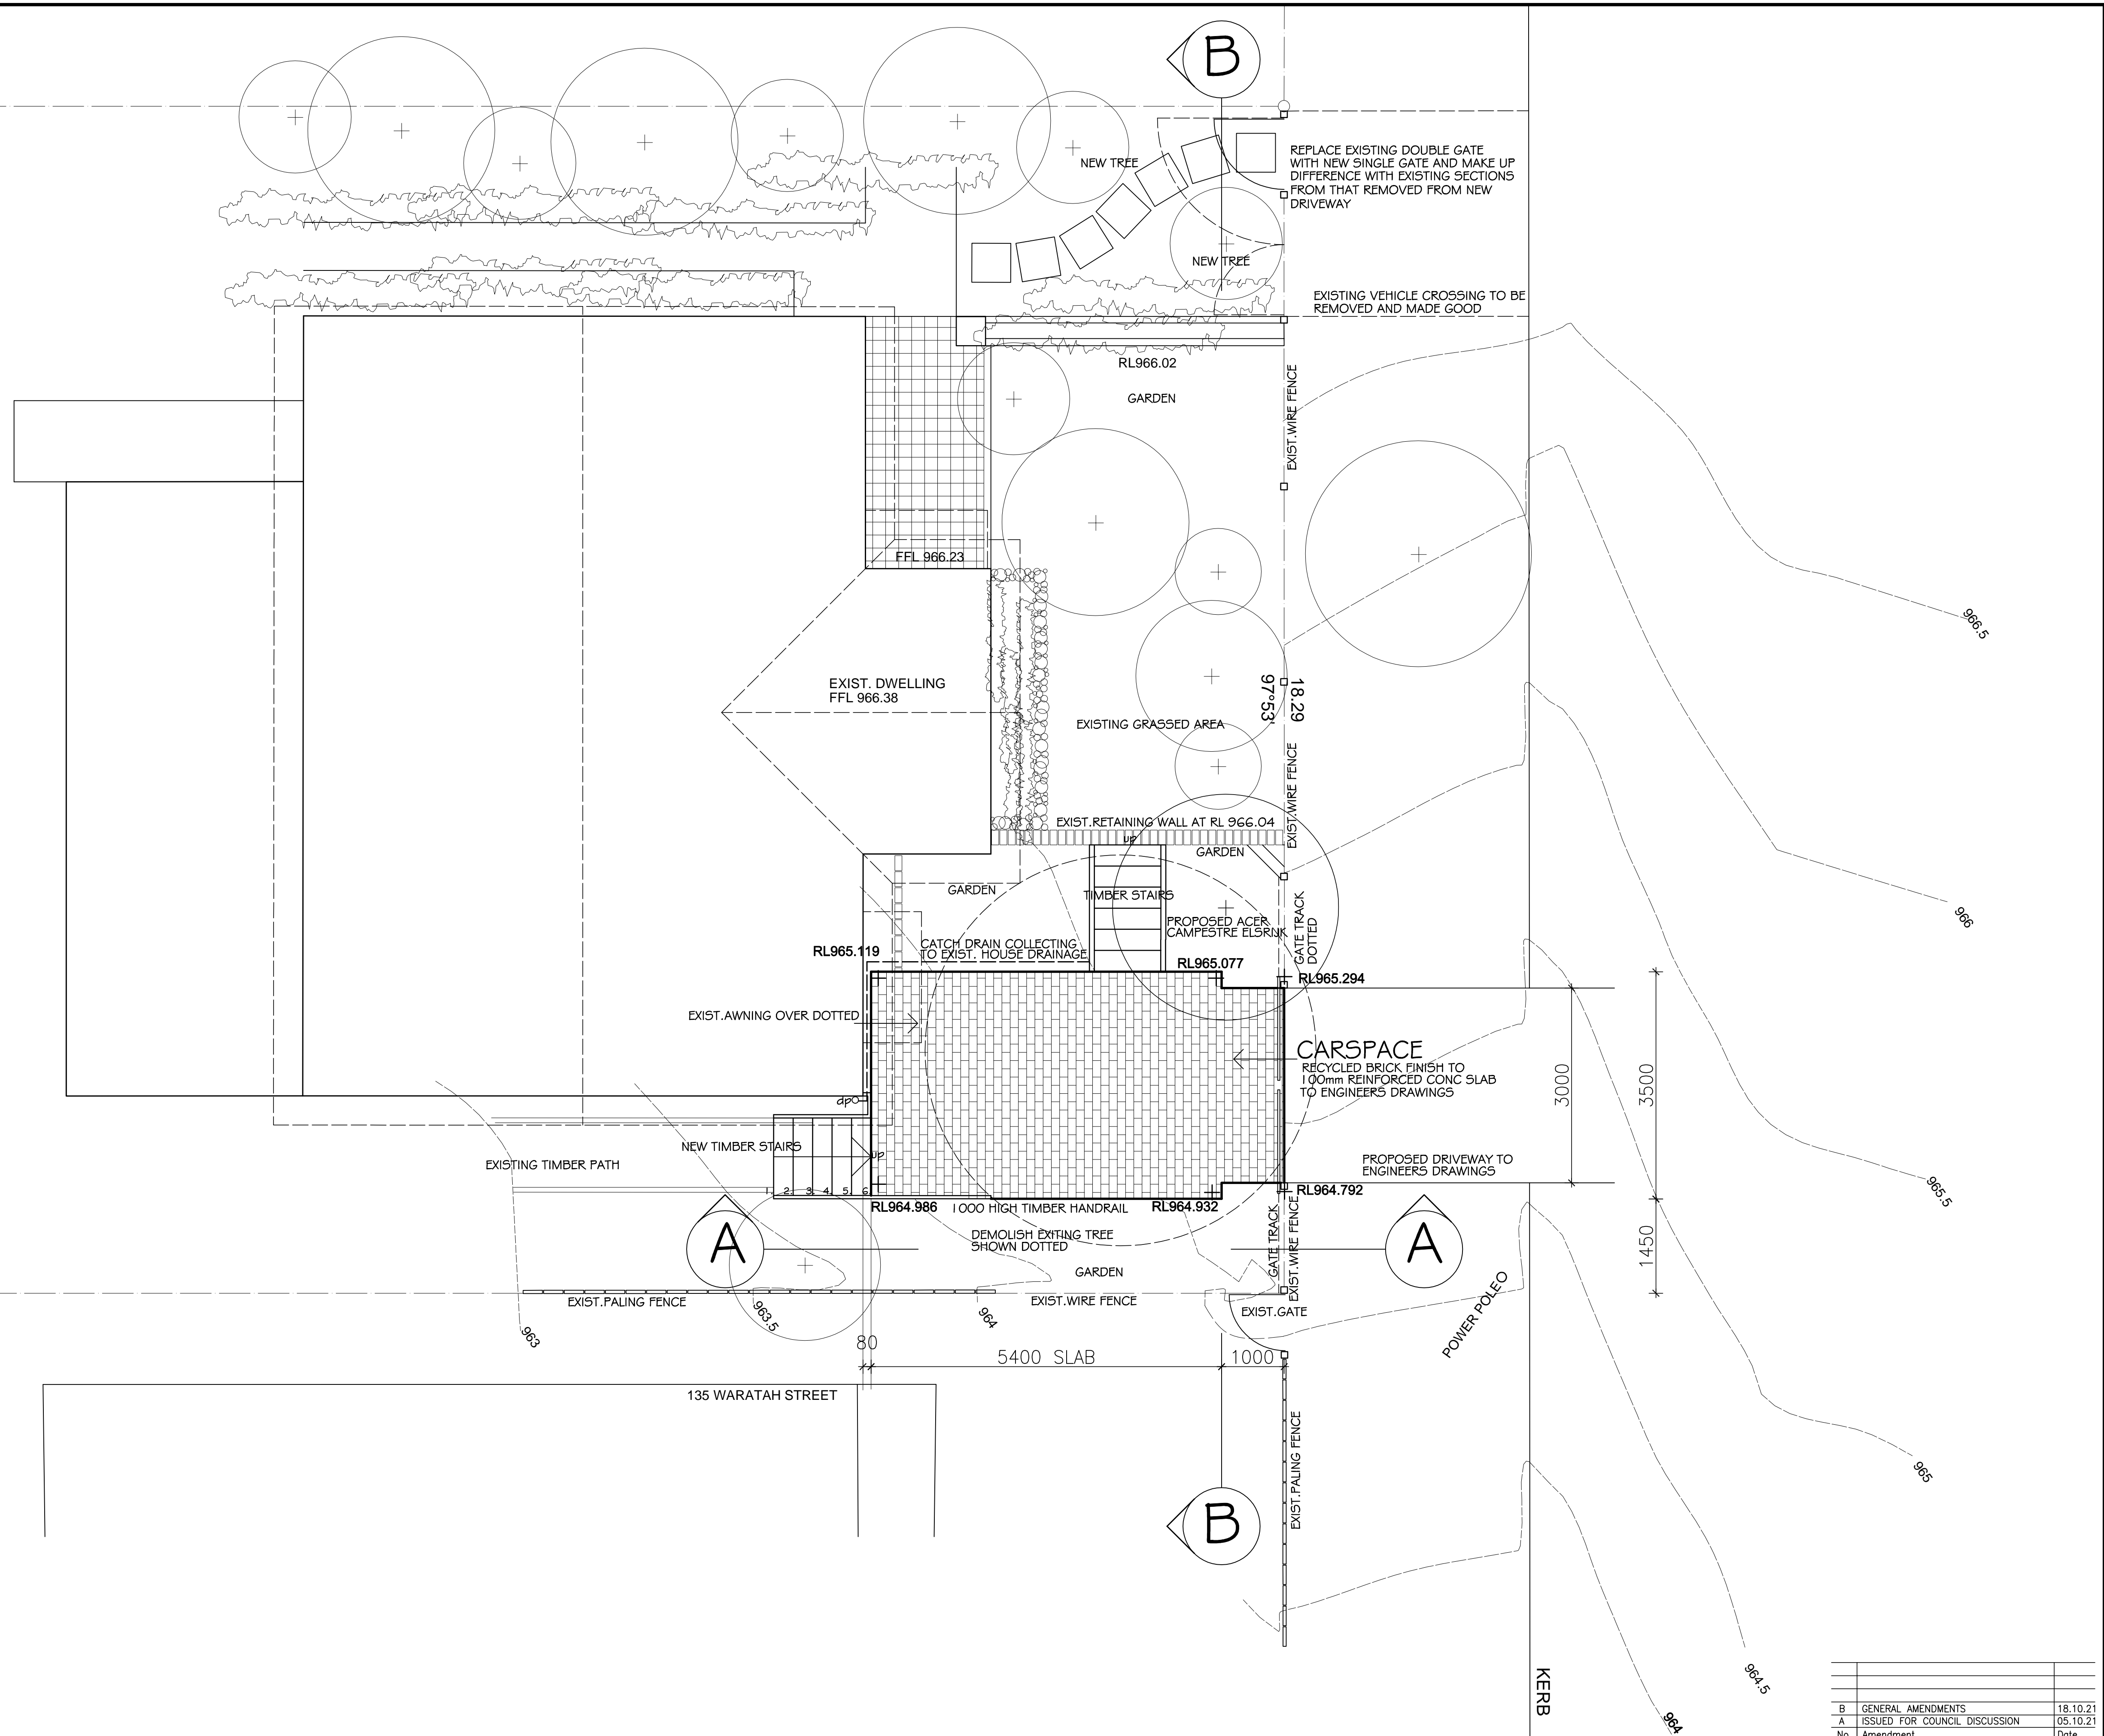 B
NEW TREE
REPLACE EXISTING DOUBLE GATE
WITH NEW SINGLE GATE AND MAKE UP
DIFFERENCE WITH EXISTING SECTIONS
FROM THAT REMOVED FROM NEW
DRIVEWAY
NEW TREE
EXISTING VEHICLE CROSSING TO BE
REMOVED AND MADE GOOD
RL966.02
GARDEN
EXIST.WIRE FENCE
FFL 966.23
966.5
EXIST. DWELLING
FFL 966.38
18.29
97°53'
EXISTING GRASSED AREA
EXIST.WIRE FENCE
EXIST.RETAINING WALL AT RL 966.04
up
GARDEN
GARDEN
TIMBER STAIRS
966
PROPOSED ACER
CAMPESTRE ELSRIJK
GATE TRACK
DOTTED
CATCH DRAIN COLLECTING
TO EXIST. HOUSE DRAINAGE
RL965.119
RL965.077
RL965.294
EXIST.AWNING OVER DOTTED
CARSPACE
RECYCLED BRICK FINISH TO
100mm REINFORCED CONC SLAB
TO ENGINEERS DRAWINGS
3000
3500
dp
NEW TIMBER STAIRS
up
EXISTING TIMBER PATH
PROPOSED DRIVEWAY TO
ENGINEERS DRAWINGS
1. 2. 3. 4. 5. 6
RL964.986
1000 HIGH TIMBER HANDRAIL
RL964.932
RL964.792
965.5
A
DEMOLISH EXITING TREE
SHOWN DOTTED
GATE TRACK
EXIST.WIRE FENCE
A
1450
GARDEN
EXIST.PALING FENCE
EXIST.WIRE FENCE
EXIST.GATE
POWER POLE
963
963.5
964
80
5400 SLAB
1000
135 WARATAH STREET
EXIST.PALING FENCE
965
B
KERB
964.5
964
B GENERAL AMENDMENTS 18.10.21
A ISSUED FOR COUNCIL DISCUSSION 05.10.21
No Amendment Date